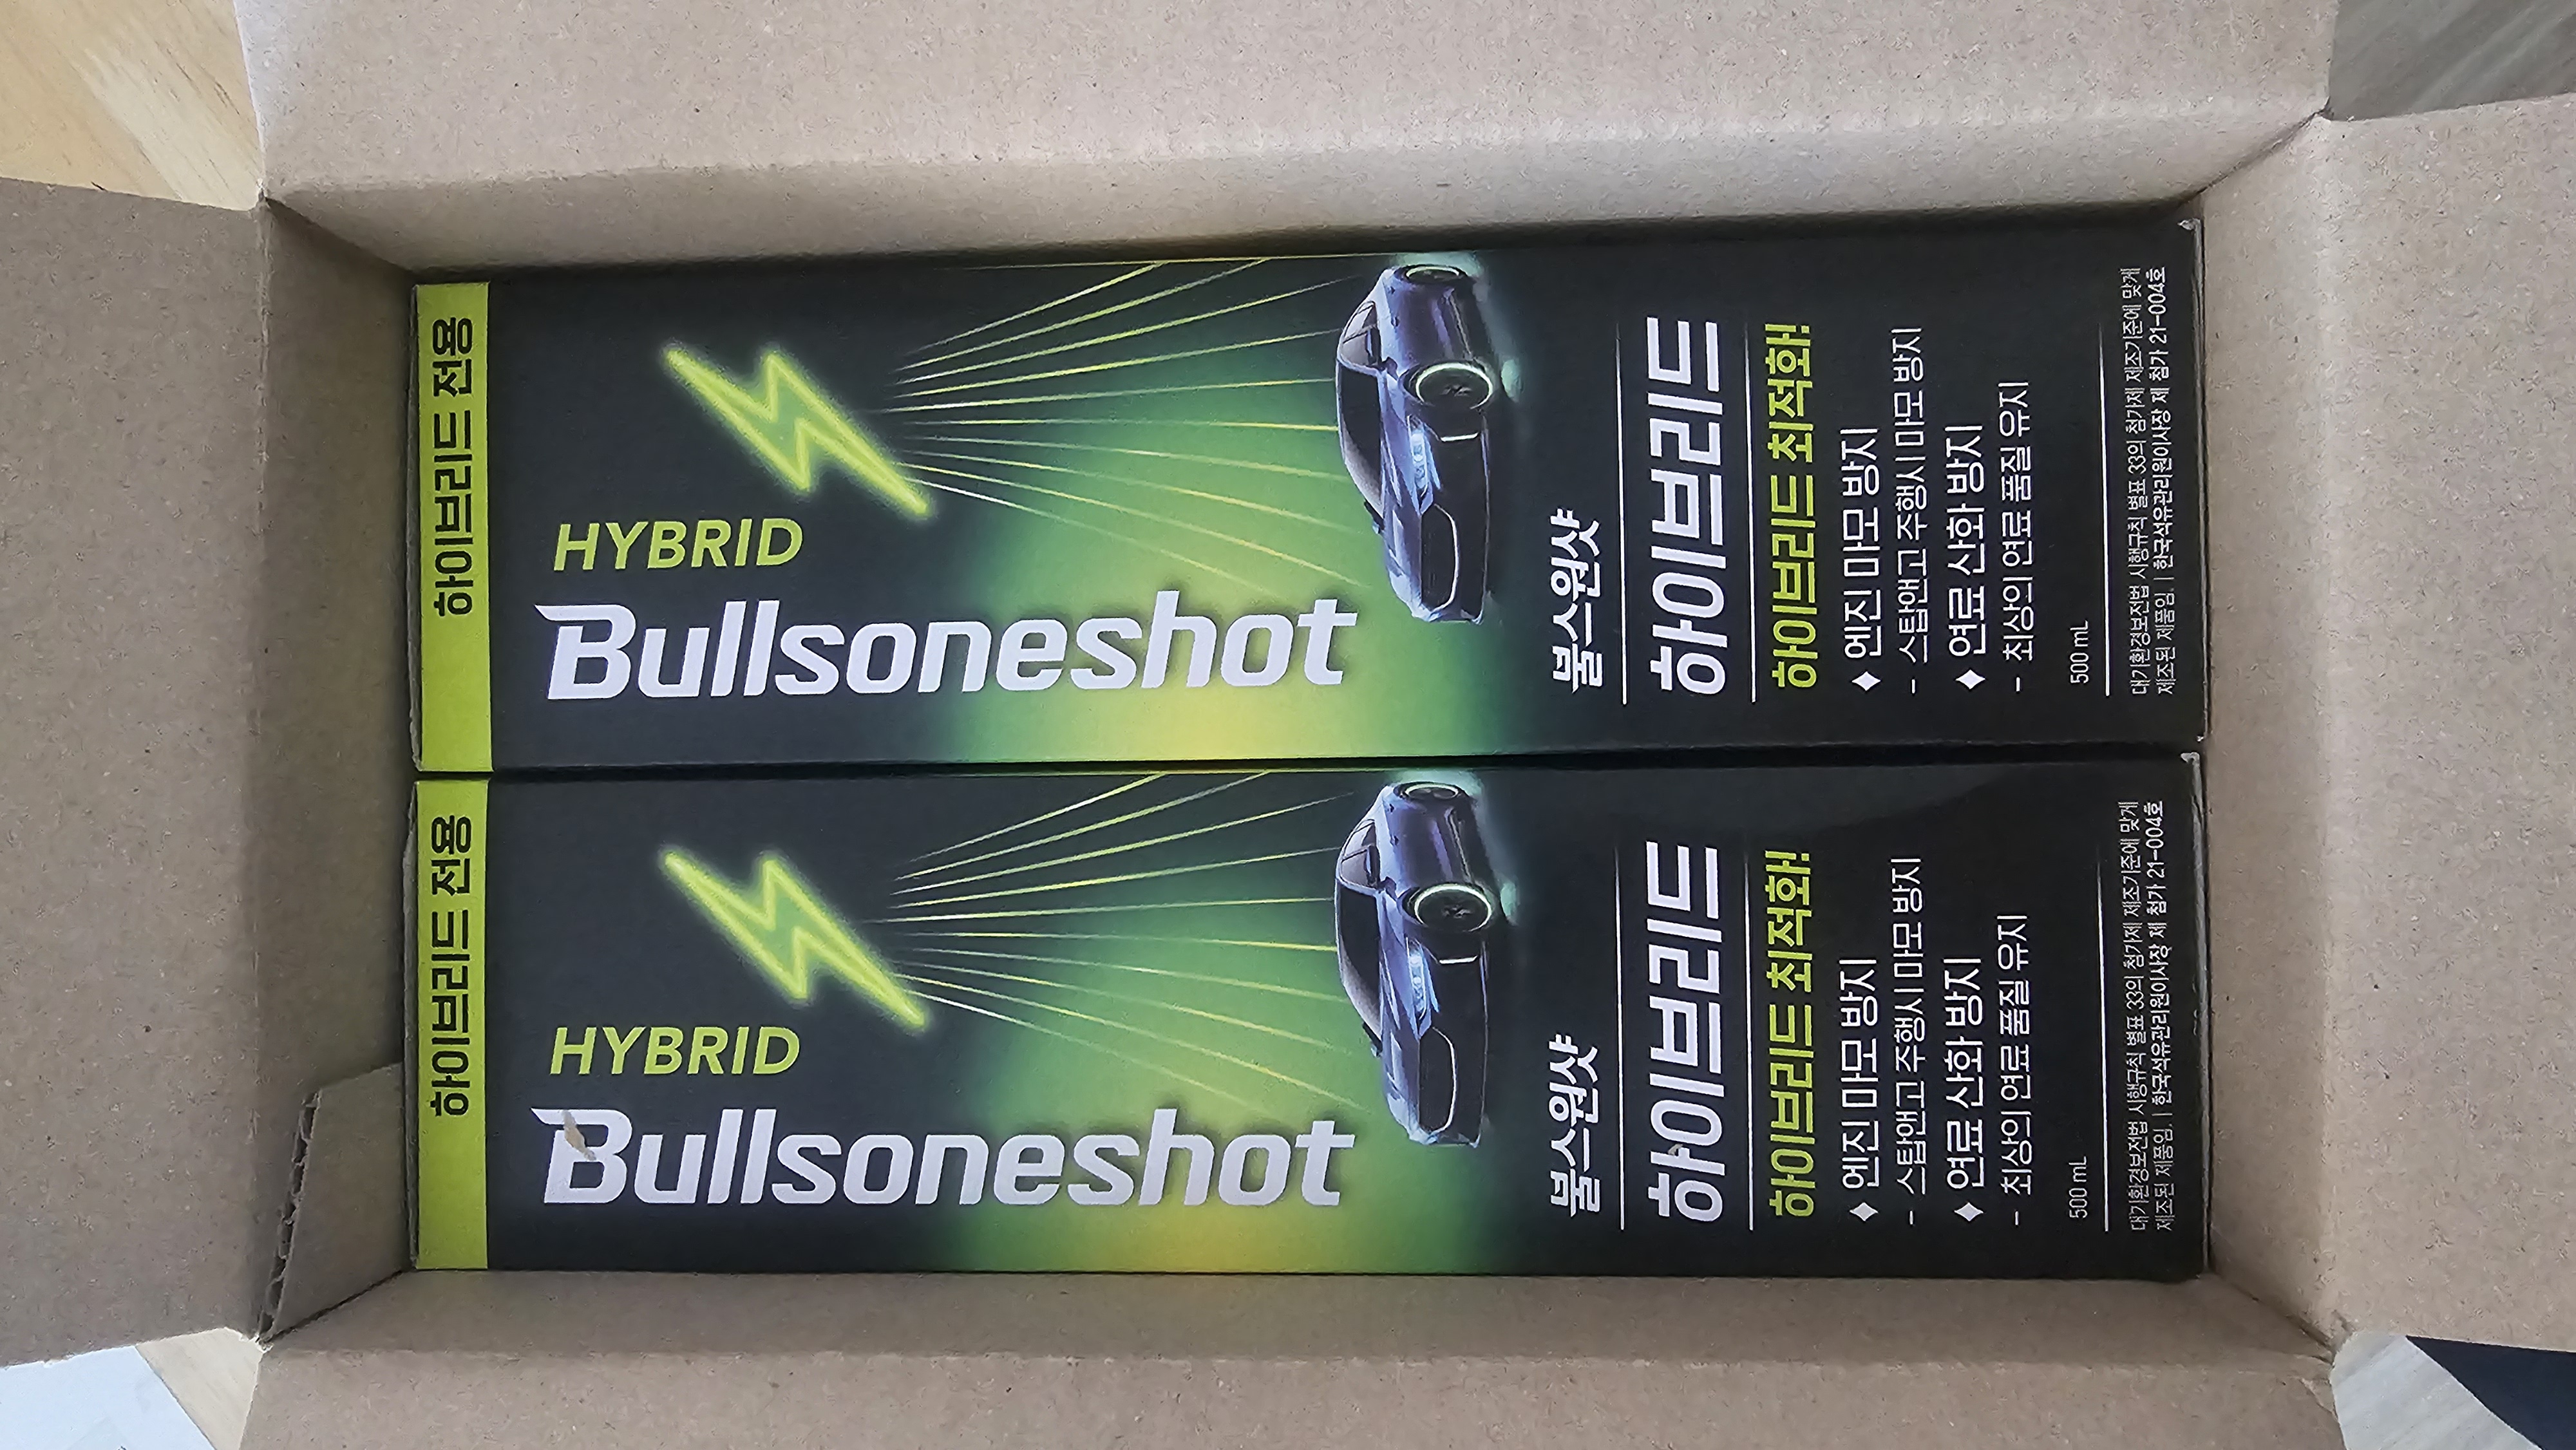 하이브리드 전용
HYBRID
Bullsoneshot
불스원샷
하이브리드
하이브리드 최적화!
♦ 엔진 마모 방지
- 스탑앤고 주행시 마모 방지
♦ 연료 산화 방지
- 최상의 연료 품질 유지
500 mL
대기환경보전법 시행규칙 별표 33의 첨가제 제조기준에 맞게
제조된 제품임. | 한국석유관리원이사장 제 첨가 21-004호
하이브리드 전용
HYBRID
Bullsoneshot
불스원샷
하이브리드
하이브리드 최적화!
♦ 엔진 마모 방지
- 스탑앤고 주행시 마모 방지
♦ 연료 산화 방지
- 최상의 연료 품질 유지
500 mL
대기환경보전법 시행규칙 별표 33의 첨가제 제조기준에 맞게
제조된 제품임. | 한국석유관리원이사장 제 첨가 21-004호